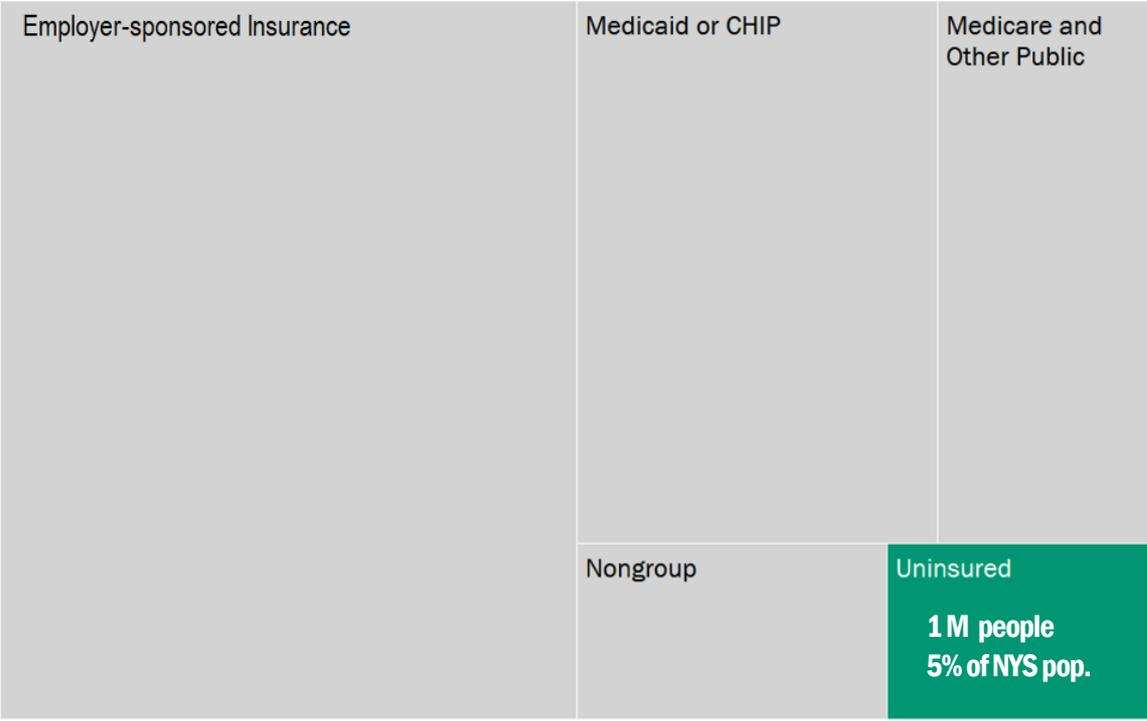 Employer-sponsored Insurance
Medicaid or CHIP
Medicare and
Other Public
Nongroup
Uninsured
1 M people
5% of NYS pop.